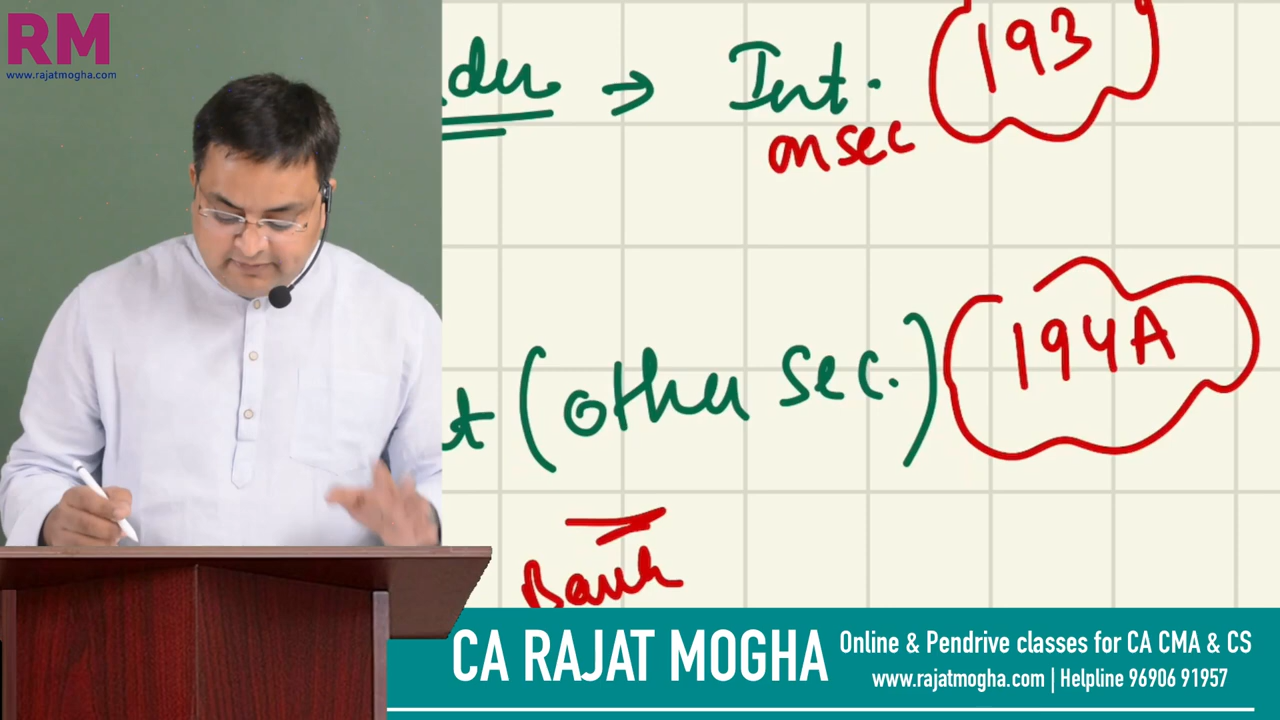 RM
www.rajatmogha.com
der → Int. 193
on sec
t (other sec.) 194A
Bank
CA RAJAT MOGHA
Online & Pendrive classes for CA CMA & CS
www.rajatmogha.com | Helpline 96906 91957